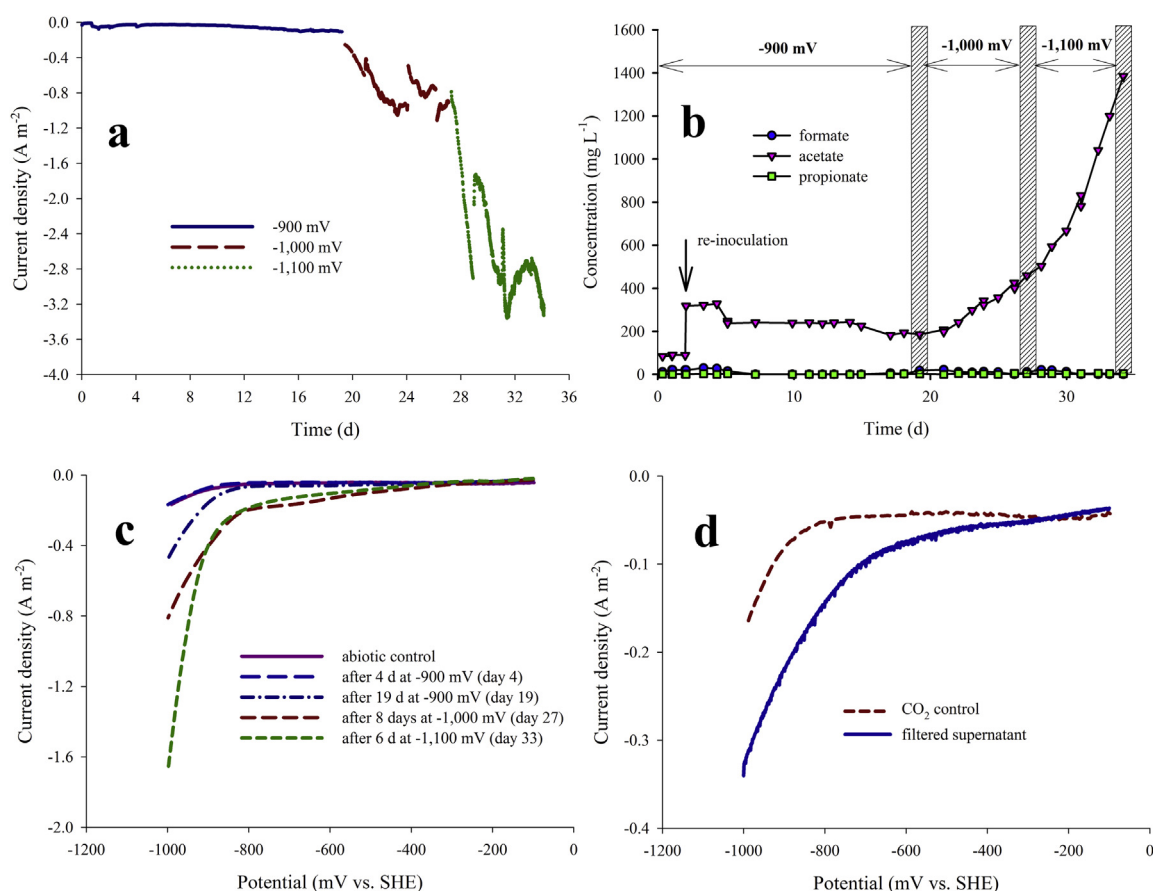 a
Current density (A m-2)
0.0
-0.4
-0.8
-1.2
-1.6
-2.0
-2.4
-2.8
-3.2
-3.6
-4.0
-900 mV
-1,000 mV
-1,100 mV
0 4 8 12 16 20 24 28 32 36
Time (d)
b
Concentration (mg L-1)
1600
1400
1200
1000
800
600
400
200
0
-900 mV
-1,000 mV
-1,100 mV
formate
acetate
propionate
re-inoculation
0 10 20 30
Time (d)
c
Current density (A m-2)
0.0
-0.4
-0.8
-1.2
-1.6
-2.0
abiotic control
after 4 d at -900 mV (day 4)
after 19 d at -900 mV (day 19)
after 8 days at -1,000 mV (day 27)
after 6 d at -1,100 mV (day 33)
-1200 -1000 -800 -600 -400 -200 0
Potential (mV vs. SHE)
d
Current density (A m-2)
0.0
-0.1
-0.2
-0.3
-0.4
CO2 control
filtered supernatant
-1200 -1000 -800 -600 -400 -200 0
Potential (mV vs. SHE)